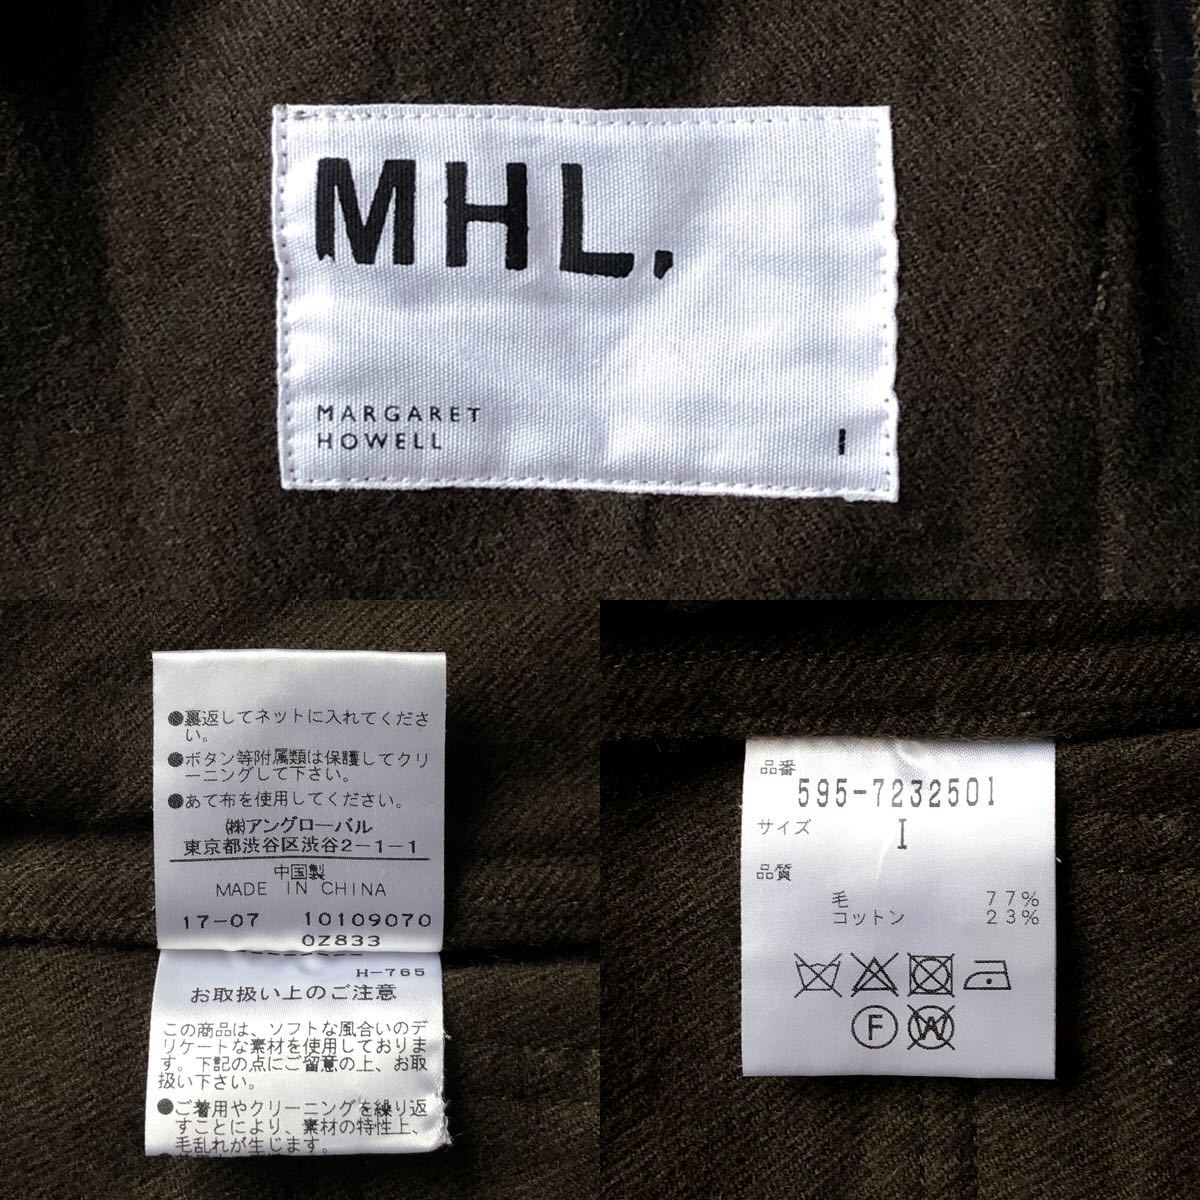 MHL.
MARGARET
HOWELL
I
●裏返してネットに入れてくださ
い。
●ボタン等附属類は保護してクリ
ーニングして下さい。
●あて布を使用してください。
㈱アングローバル
東京都渋谷区渋谷2-1-1
中国製
MADE IN CHINA
17-07 10109070
0Z833
H-765
お取扱い上のご注意
この商品は、ソフトな風合いのデ
リケートな素材を使用しておりま
す。下記の点にご留意の上、お取
扱い下さい。
●ご着用やクリーニングを繰り返
すことにより、素材の特性上、
毛乱れが生じます。
品番
595-7232501
サイズ
I
品質
毛 77%
コットン 23%
F W